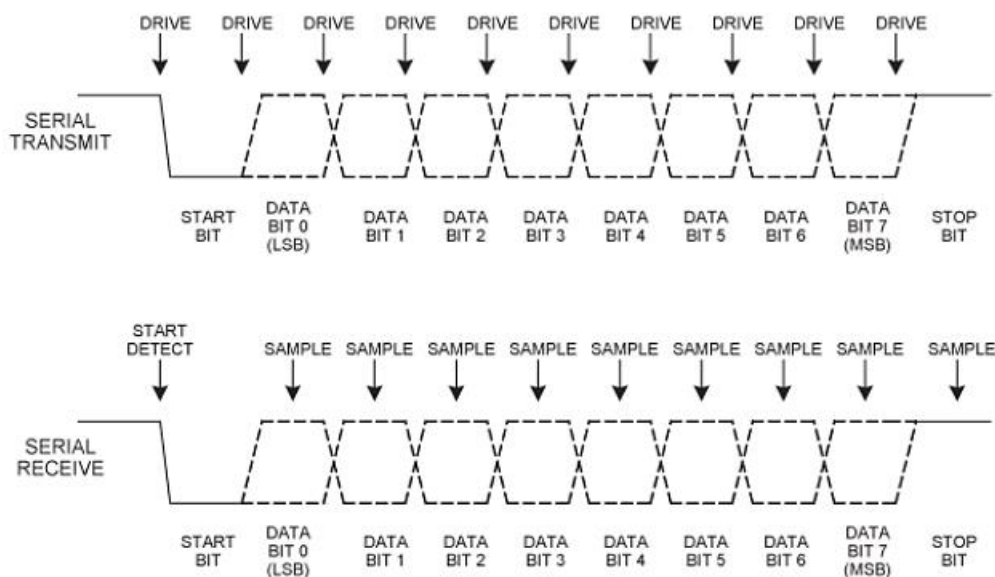 DRIVE DRIVE DRIVE DRIVE DRIVE DRIVE DRIVE DRIVE DRIVE DRIVE
SERIAL
TRANSMIT
START
BIT
DATA
BIT 0
(LSB)
DATA
BIT 1
DATA
BIT 2
DATA
BIT 3
DATA
BIT 4
DATA
BIT 5
DATA
BIT 6
DATA
BIT 7
(MSB)
STOP
BIT
START
DETECT
SAMPLE SAMPLE SAMPLE SAMPLE SAMPLE SAMPLE SAMPLE SAMPLE SAMPLE
SERIAL
RECEIVE
START
BIT
DATA
BIT 0
(LSB)
DATA
BIT 1
DATA
BIT 2
DATA
BIT 3
DATA
BIT 4
DATA
BIT 5
DATA
BIT 6
DATA
BIT 7
(MSB)
STOP
BIT